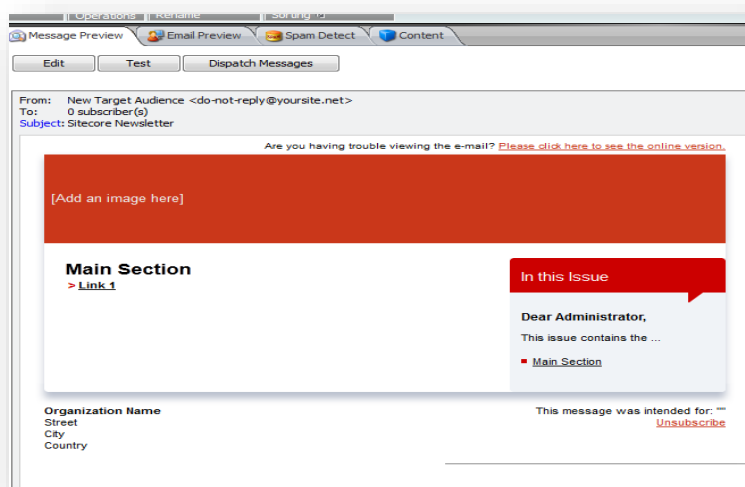 Operations Rename Sorting
Message Preview Email Preview Spam Detect Content
Edit Test Dispatch Messages
From: New Target Audience <do-not-reply@yoursite.net>
To: 0 subscriber(s)
Subject: Sitecore Newsletter
Are you having trouble viewing the e-mail? Please click here to see the online version.
[Add an image here]
Main Section
> Link 1
In this Issue
Dear Administrator,
This issue contains the ...
Main Section
Organization Name
Street
City
Country
This message was intended for: ""
Unsubscribe